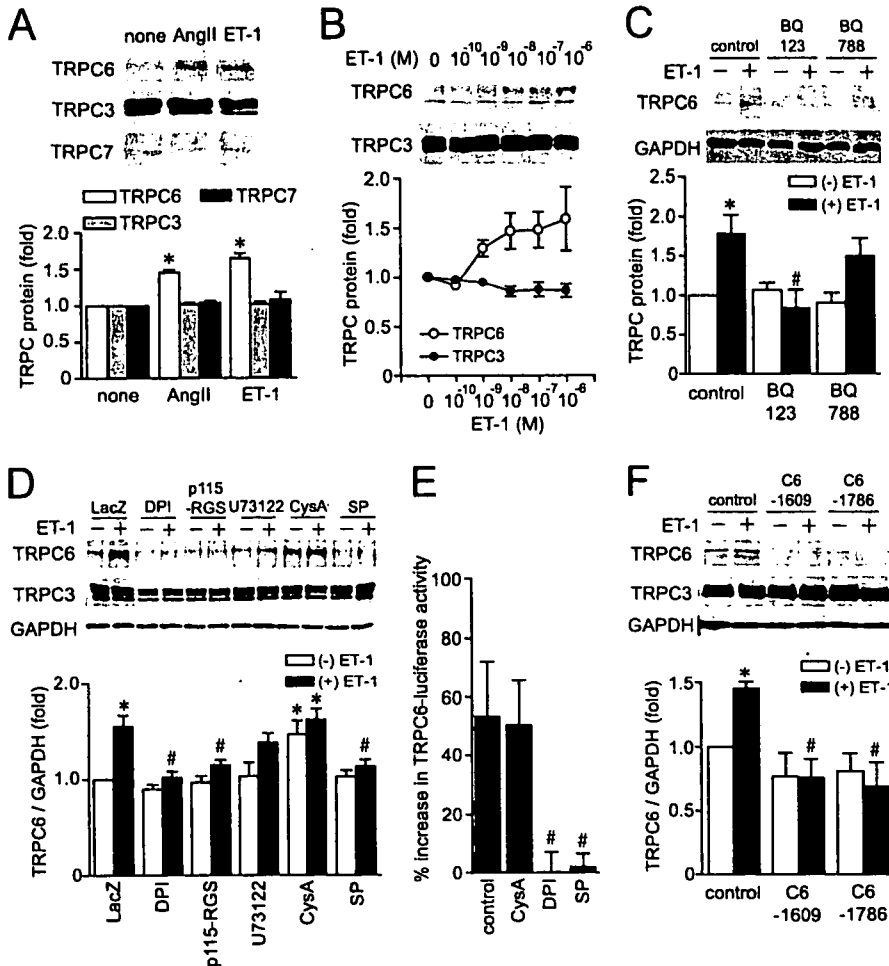 A
none AngII ET-1
TRPC6
TRPC3
TRPC7
TRPC6
TRPC7
TRPC3
TRPC protein (fold)
2.0
1.5
1.0
0
*
*
none AngII ET-1
B
ET-1 (M) 0 10-10 10-9 10-8 10-7 10-6
TRPC6
TRPC3
TRPC protein (fold)
2.0
1.5
1.0
0.5
0
TRPC6
TRPC3
0 10-10 10-9 10-8 10-7 10-6
ET-1 (M)
C
control BQ 123 BQ 788
ET-1 − + − + − +
TRPC6
GAPDH
TRPC protein (fold)
2.5
2.0
1.5
1.0
0.5
0
(-) ET-1
(+) ET-1
*
#
control BQ 123 BQ 788
D
LacZ DPI p115 -RGS U73122 CysA SP
ET-1 − + − + − + − + − + − +
TRPC6
TRPC3
GAPDH
(-) ET-1
(+) ET-1
TRPC6 / GAPDH (fold)
2.0
1.0
0
*
#
#
*
*
#
LacZ DPI p115-RGS U73122 CysA SP
E
% increase in TRPC6-luciferase activity
100
80
60
40
20
0
# #
control CysA DPI SP
F
control C6 -1609 C6 -1786
ET-1 − + − + − +
TRPC6
TRPC3
GAPDH
(-) ET-1
(+) ET-1
TRPC6 / GAPDH (fold)
1.5
1.0
0.5
0
*
#
#
control C6 -1609 C6 -1786